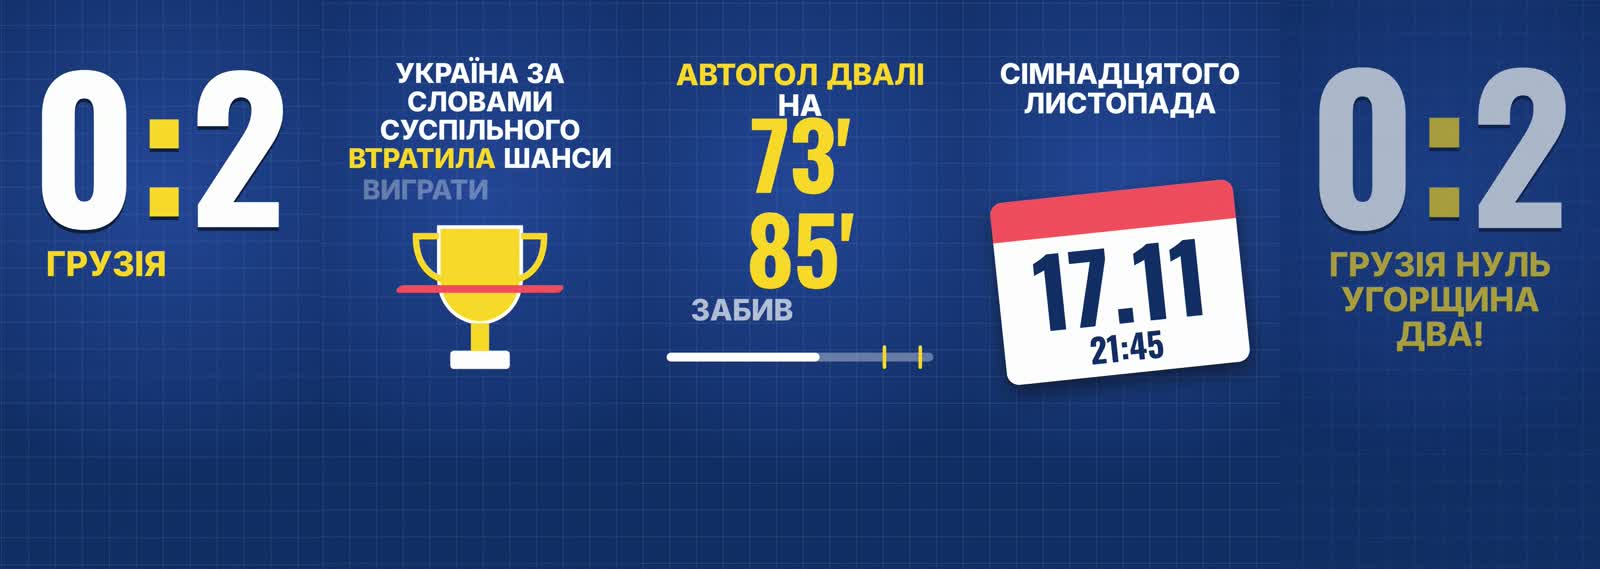 0:2
ГРУЗІЯ
УКРАЇНА ЗА
СЛОВАМИ
СУСПІЛЬНОГО
ВТРАТИЛА ШАНСИ
ВИГРАТИ
АВТОГОЛ ДВАЛІ
НА
73'
85'
ЗАБИВ
СІМНАДЦЯТОГО
ЛИСТОПАДА
17.11
21:45
0:2
ГРУЗІЯ НУЛЬ
УГОРЩИНА
ДВА!